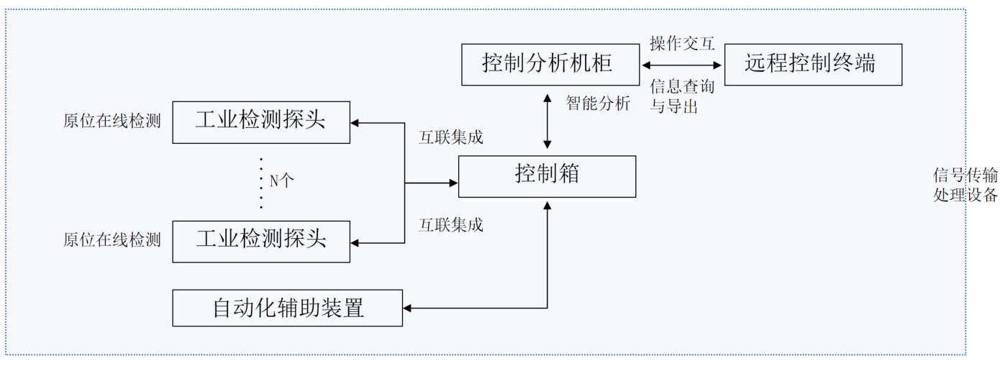 操作交互
控制分析机柜
远程控制终端
信息查询
与导出
智能分析
原位在线检测
工业检测探头
互联集成
控制箱
N个
信号传输
处理设备
互联集成
原位在线检测
工业检测探头
自动化辅助装置